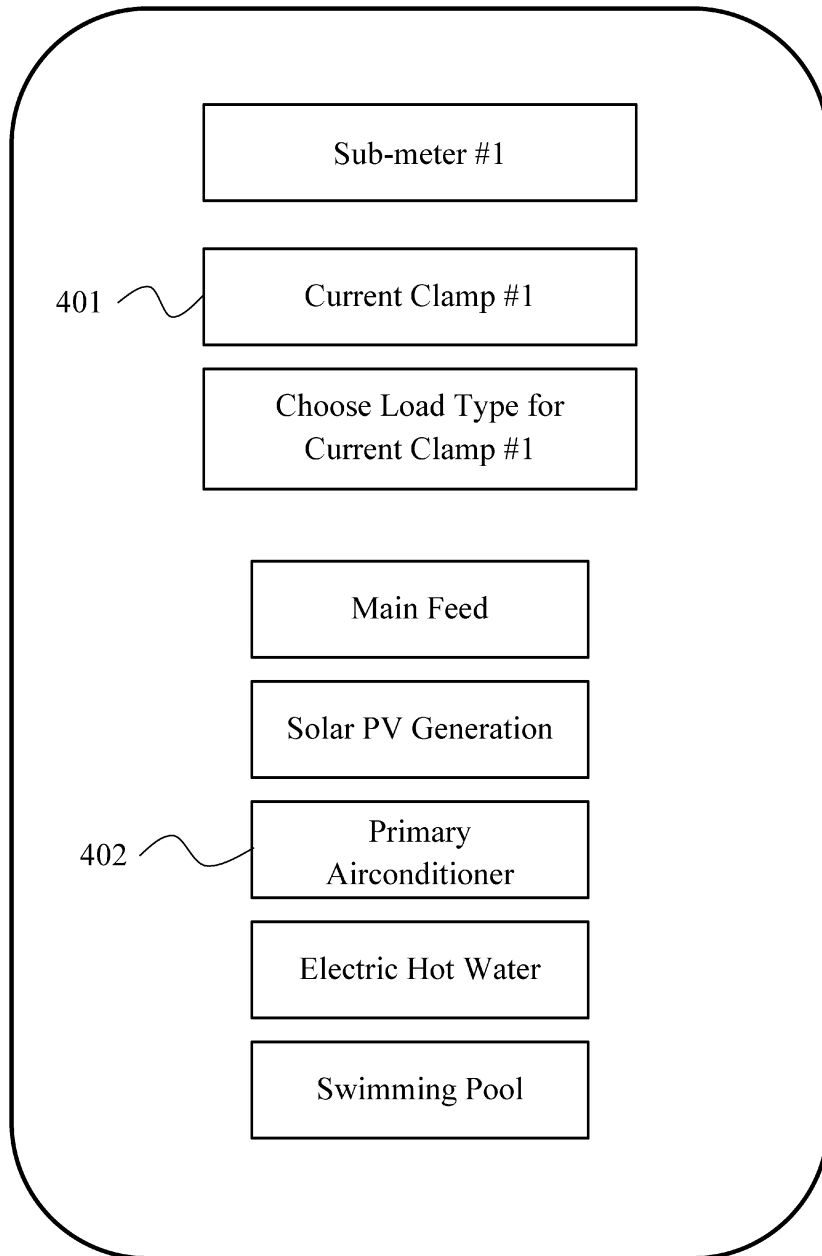 Sub-meter #1
401
Current Clamp #1
Choose Load Type for
Current Clamp #1
Main Feed
Solar PV Generation
402
Primary
Airconditioner
Electric Hot Water
Swimming Pool